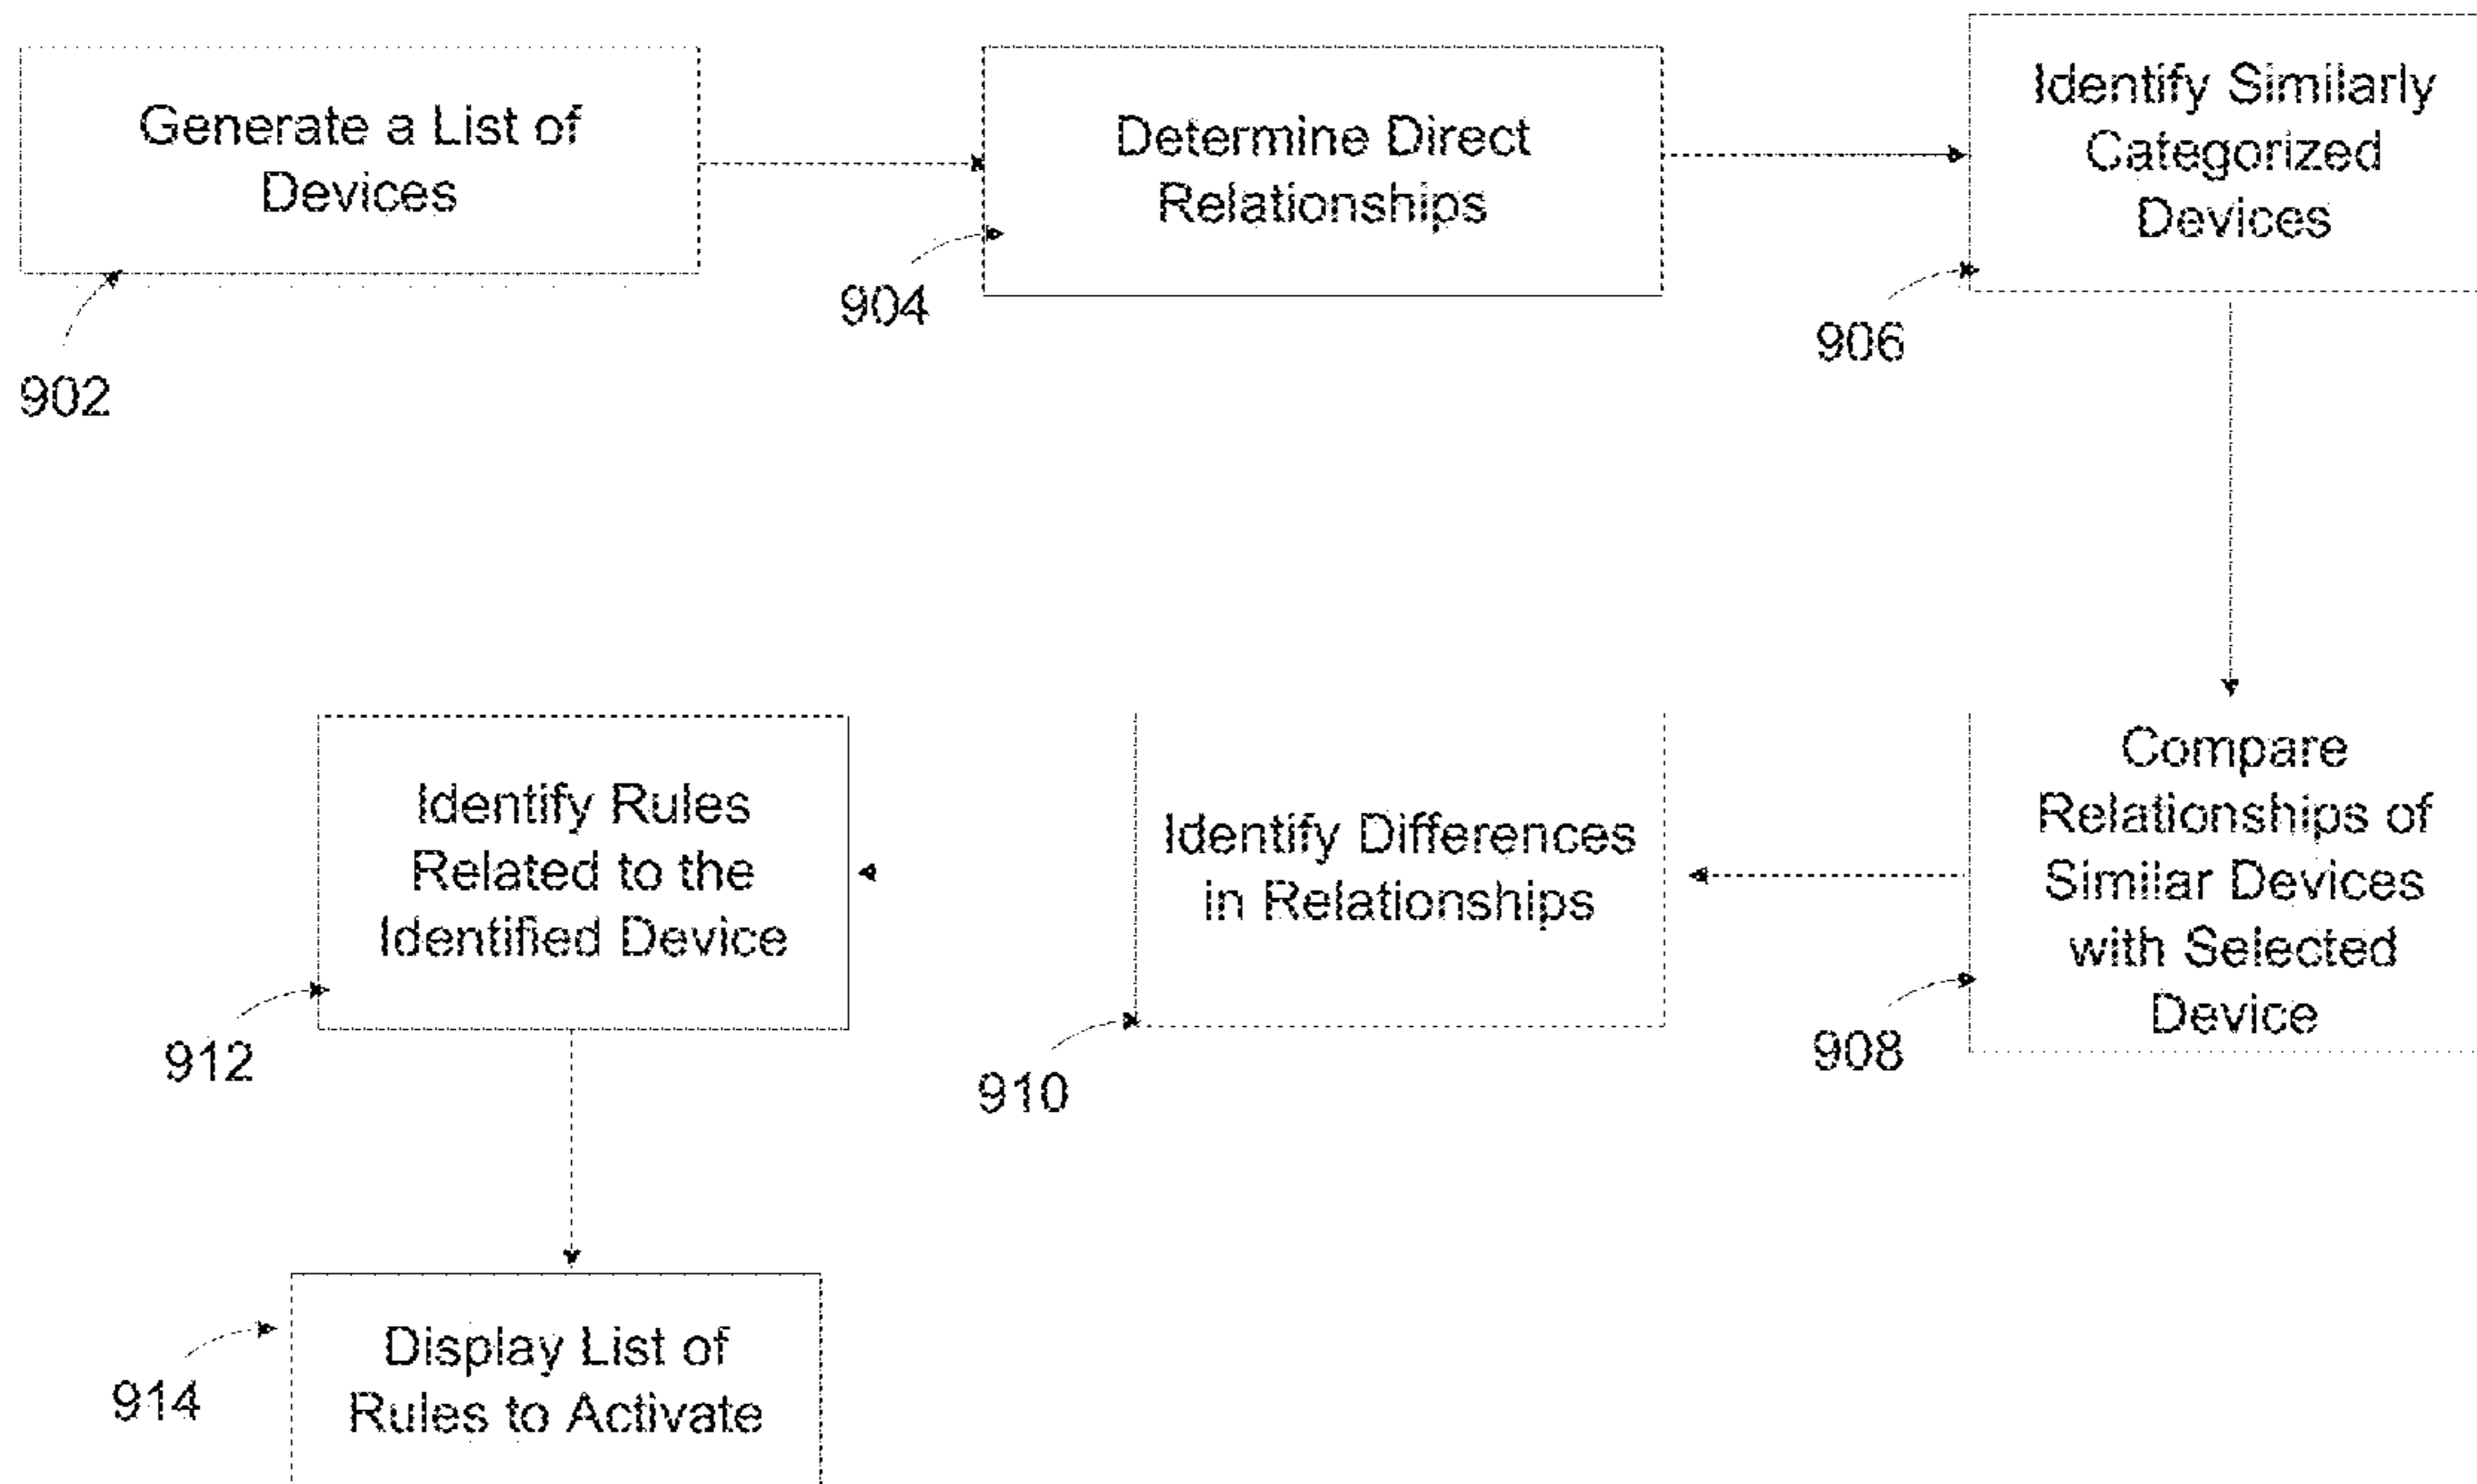 Generate a List of
Devices
902
Determine Direct
Relationships
904
Identify Similarly
Categorized
Devices
906
Compare
Relationships of
Similar Devices
with Selected
Device
908
Identify Differences
in Relationships
910
Identify Rules
Related to the
Identified Device
912
Display List of
Rules to Activate
914